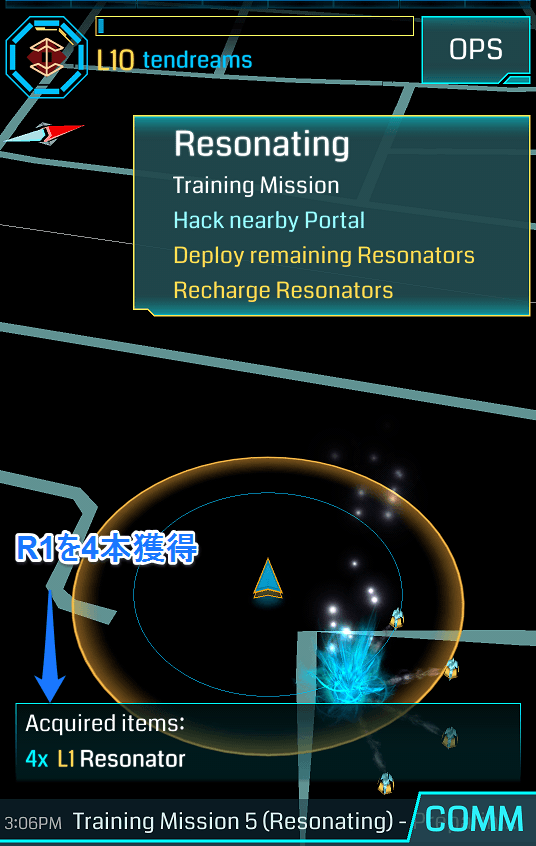 L10 tendreams
OPS
Resonating
Training Mission
Hack nearby Portal
Deploy remaining Resonators
Recharge Resonators
R1を4本獲得
Acquired items:
4x L1 Resonator
3:06PM Training Mission 5 (Resonating) -
COMM